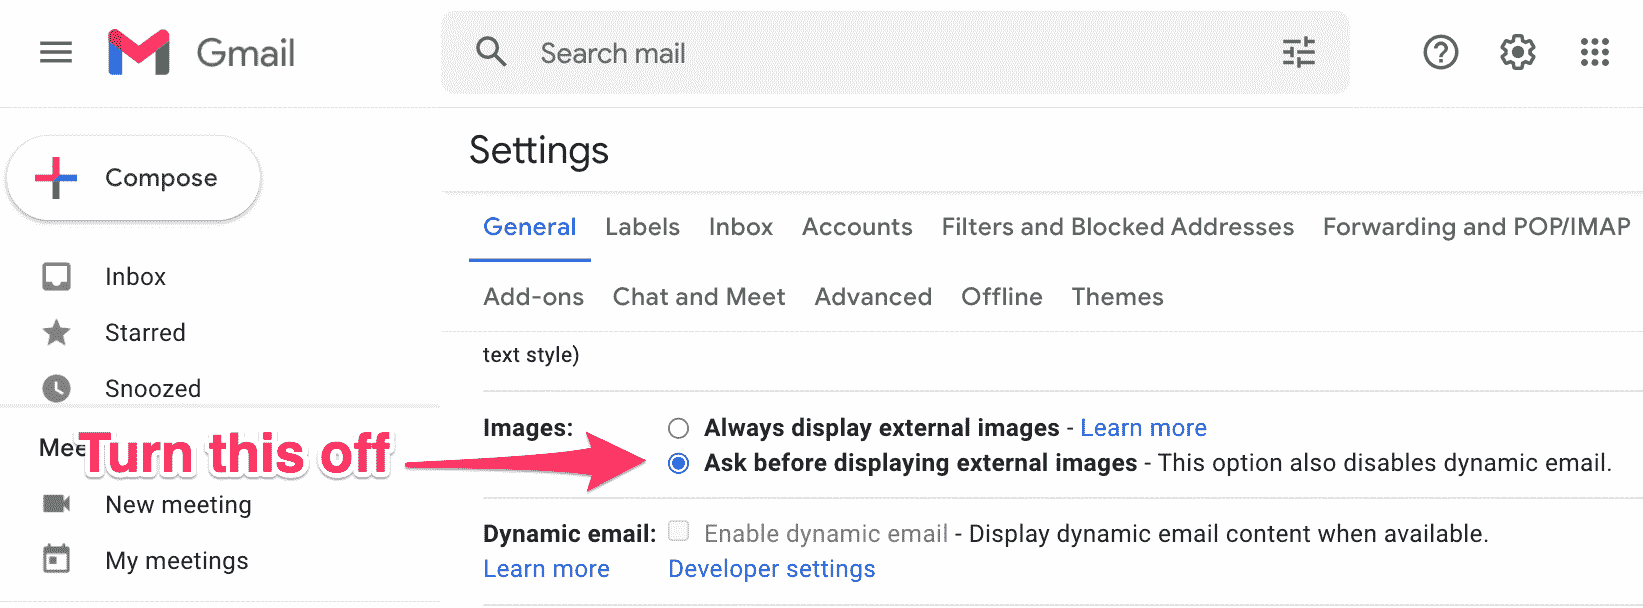 Gmail
Search mail
Compose
Inbox
Starred
Snoozed
Mee
Turn this off
New meeting
My meetings
Settings
General Labels Inbox Accounts Filters and Blocked Addresses Forwarding and POP/IMAP
Add-ons Chat and Meet Advanced Offline Themes
text style)
Images: Always display external images - Learn more
Ask before displaying external images - This option also disables dynamic email.
Dynamic email: Enable dynamic email - Display dynamic email content when available.
Learn more Developer settings